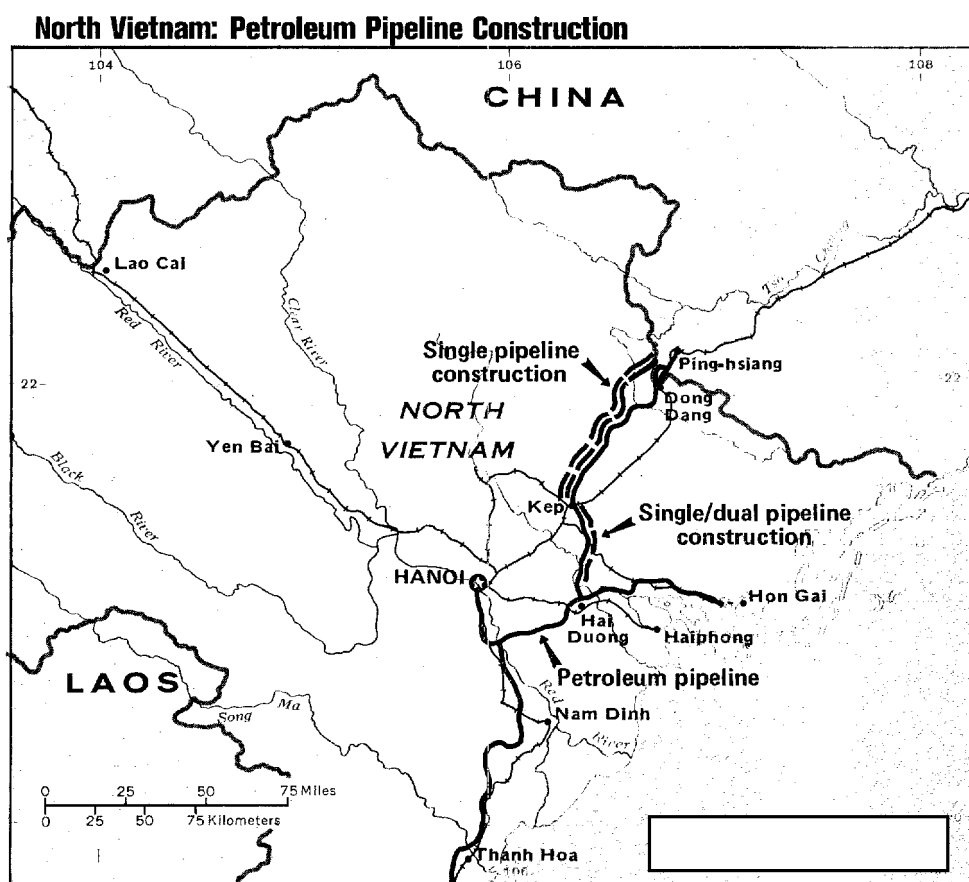 North Vietnam: Petroleum Pipeline Construction
104
106
108
CHINA
Lao Cai
Red
River
Clear River
Tso
Single pipeline
construction
Ping-hsiang
22
22
Dong
Dang
NORTH
VIETNAM
Yen Bai
Black
River
Kep
Single/dual pipeline
construction
HANOI
Hon Gai
Hai
Duong
Haiphong
LAOS
Petroleum pipeline
Song
Ma
Red
River
Nam Dinh
0 25 50 75 Miles
0 25 50 75 Kilometers
Thanh Hoa
106